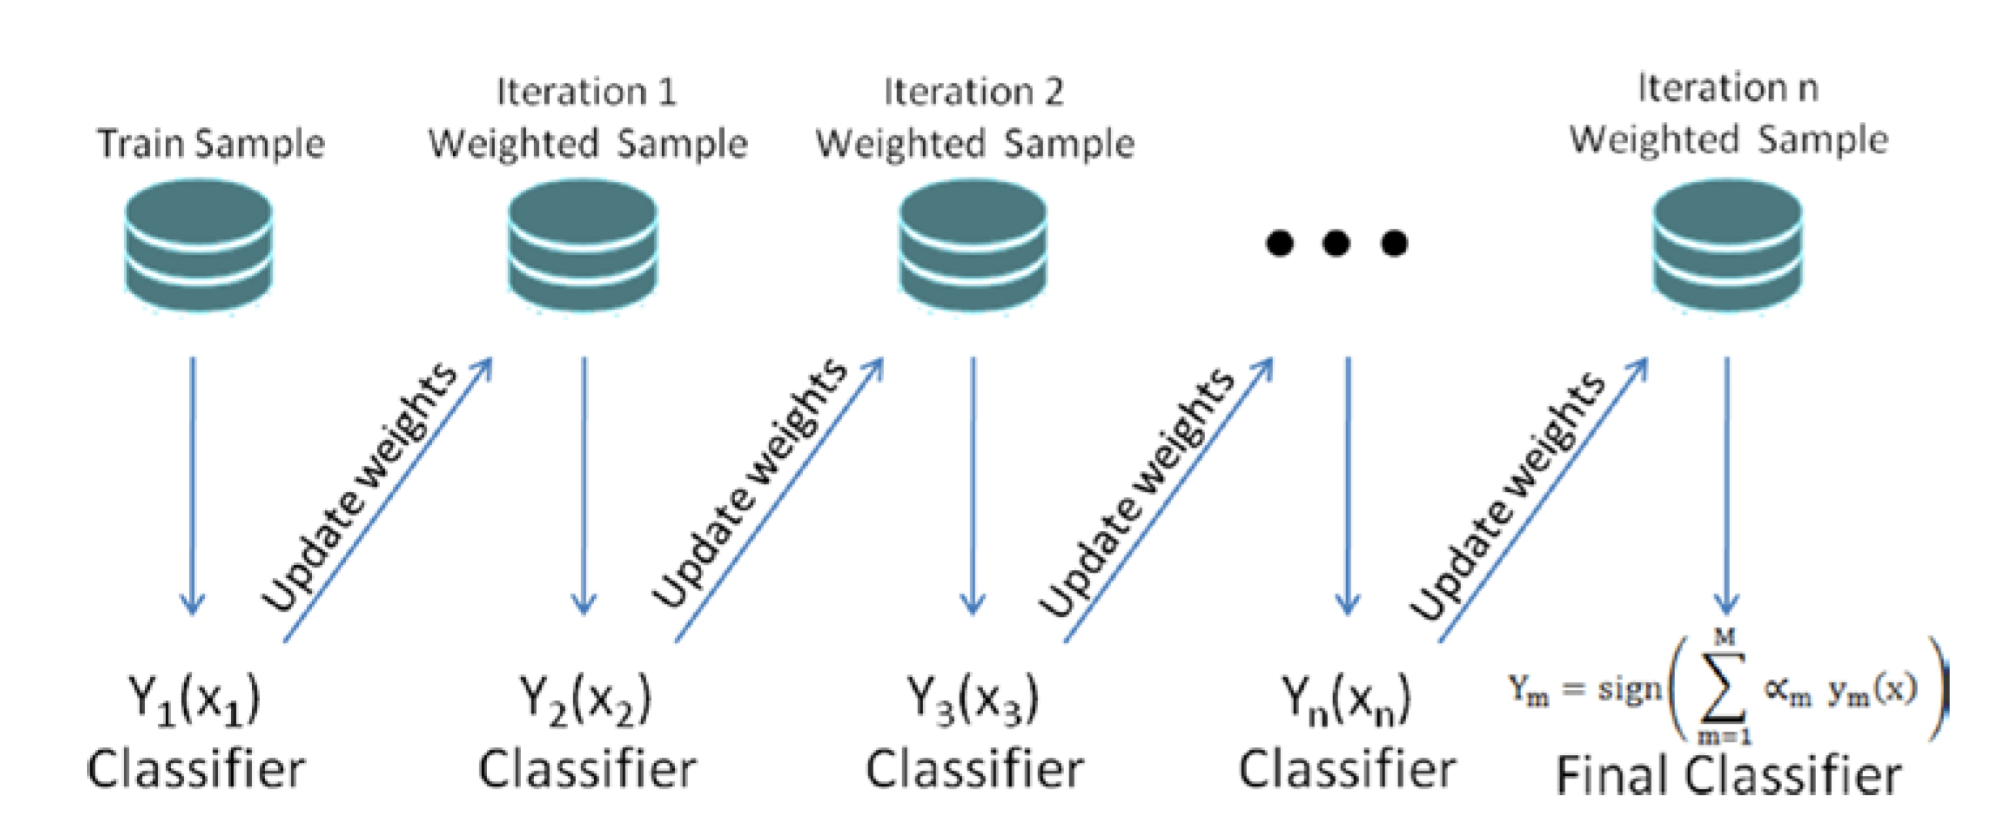 Train Sample
Iteration 1
Weighted Sample
Iteration 2
Weighted Sample
Iteration n
Weighted Sample
Update weights
Update weights
Update weights
Update weights
Y₁(x₁)
Classifier
Y₂(x₂)
Classifier
Y₃(x₃)
Classifier
Yₙ(xₙ)
Classifier
M
Yₘ = sign( ∑ ∝ₘ yₘ(x) )
m=1
Final Classifier